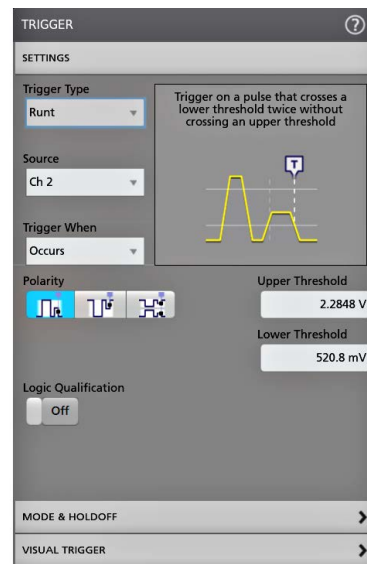 TRIGGER
?
SETTINGS
Trigger Type
Runt
Trigger on a pulse that crosses a
lower threshold twice without
crossing an upper threshold
T
Source
Ch 2
Trigger When
Occurs
Polarity
Upper Threshold
2.2848 V
Lower Threshold
520.8 mV
Logic Qualification
Off
MODE & HOLDOFF
VISUAL TRIGGER